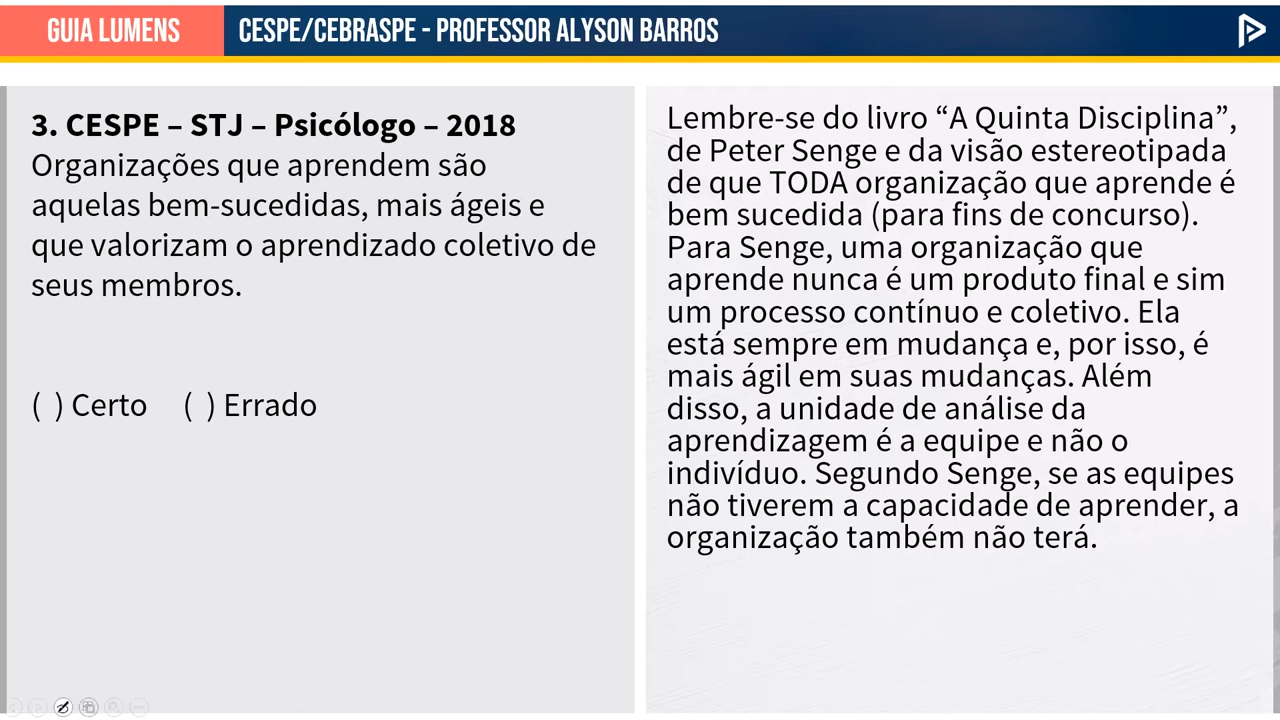 GUIA LUMENS
CESPE/CEBRASPE - PROFESSOR ALYSON BARROS
3. CESPE – STJ – Psicólogo – 2018
Organizações que aprendem são
aquelas bem-sucedidas, mais ágeis e
que valorizam o aprendizado coletivo de
seus membros.
( ) Certo ( ) Errado
Lembre-se do livro “A Quinta Disciplina”,
de Peter Senge e da visão estereotipada
de que TODA organização que aprende é
bem sucedida (para fins de concurso).
Para Senge, uma organização que
aprende nunca é um produto final e sim
um processo contínuo e coletivo. Ela
está sempre em mudança e, por isso, é
mais ágil em suas mudanças. Além
disso, a unidade de análise da
aprendizagem é a equipe e não o
indivíduo. Segundo Senge, se as equipes
não tiverem a capacidade de aprender, a
organização também não terá.